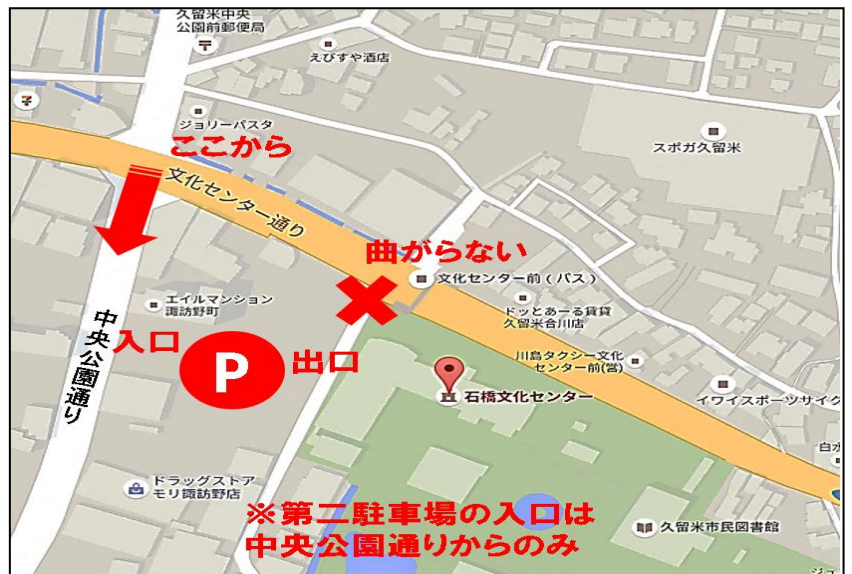 久留米中央
公園前郵便局
えびすや酒店
ジョリーパスタ
ここから
スポガ久留米
文化センター通り
曲がらない
文化センター前（バス）
エイルマンション
諏訪野町
ドッとあーる賃貸
久留米合川店
中央公園通り
入口
P
出口
川島タクシー文化
センター前(営)
石橋文化センター
イワイスポーツサイク
白水
ドラッグストア
モリ諏訪野店
※第二駐車場の入口は
中央公園通りからのみ
久留米市民図書館